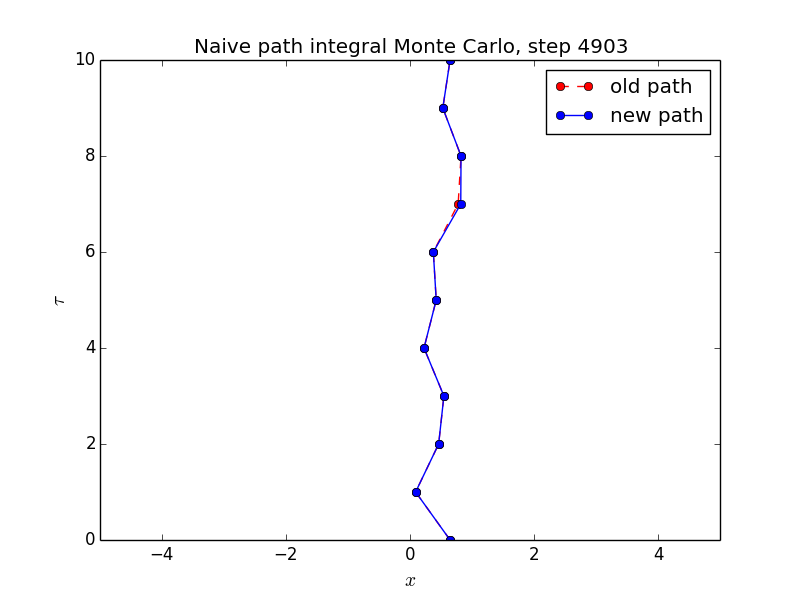 Naive path integral Monte Carlo, step 4903
old path
new path
10
8
6
4
2
0
τ
−4
−2
0
2
4
x